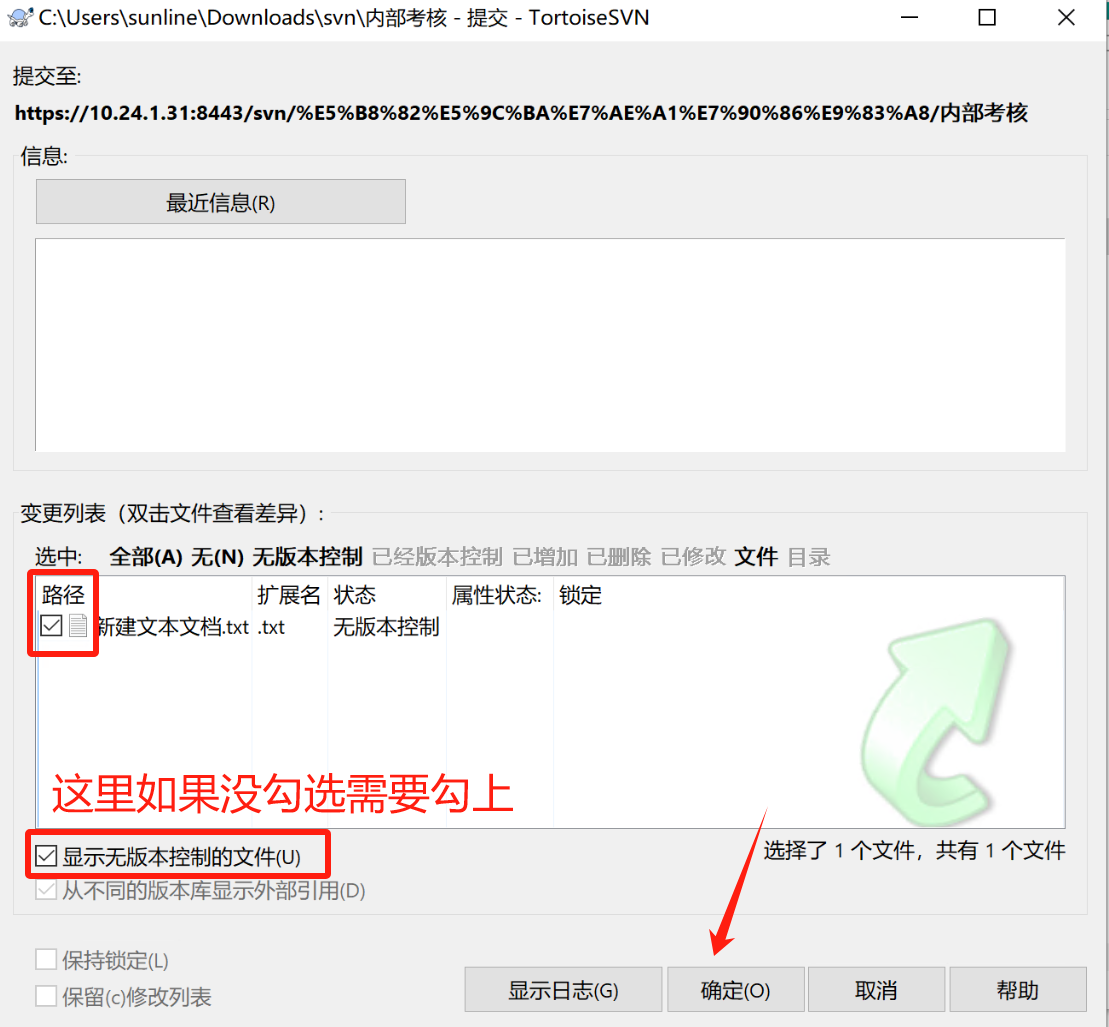 C:\Users\sunline\Downloads\svn\内部考核 - 提交 - TortoiseSVN
提交至:
https://10.24.1.31:8443/svn/%E5%B8%82%E5%9C%BA%E7%AE%A1%E7%90%86%E9%83%A8/内部考核
信息:
最近信息(R)
变更列表（双击文件查看差异）:
选中: 全部(A) 无(N) 无版本控制 已经版本控制 已增加 已删除 已修改 文件 目录
路径 扩展名 状态 属性状态: 锁定
新建文本文档.txt .txt 无版本控制
这里如果没勾选需要勾上
显示无版本控制的文件(U) 选择了 1 个文件，共有 1 个文件
从不同的版本库显示外部引用(D)
保持锁定(L)
保留(c)修改列表
显示日志(G) 确定(O) 取消 帮助